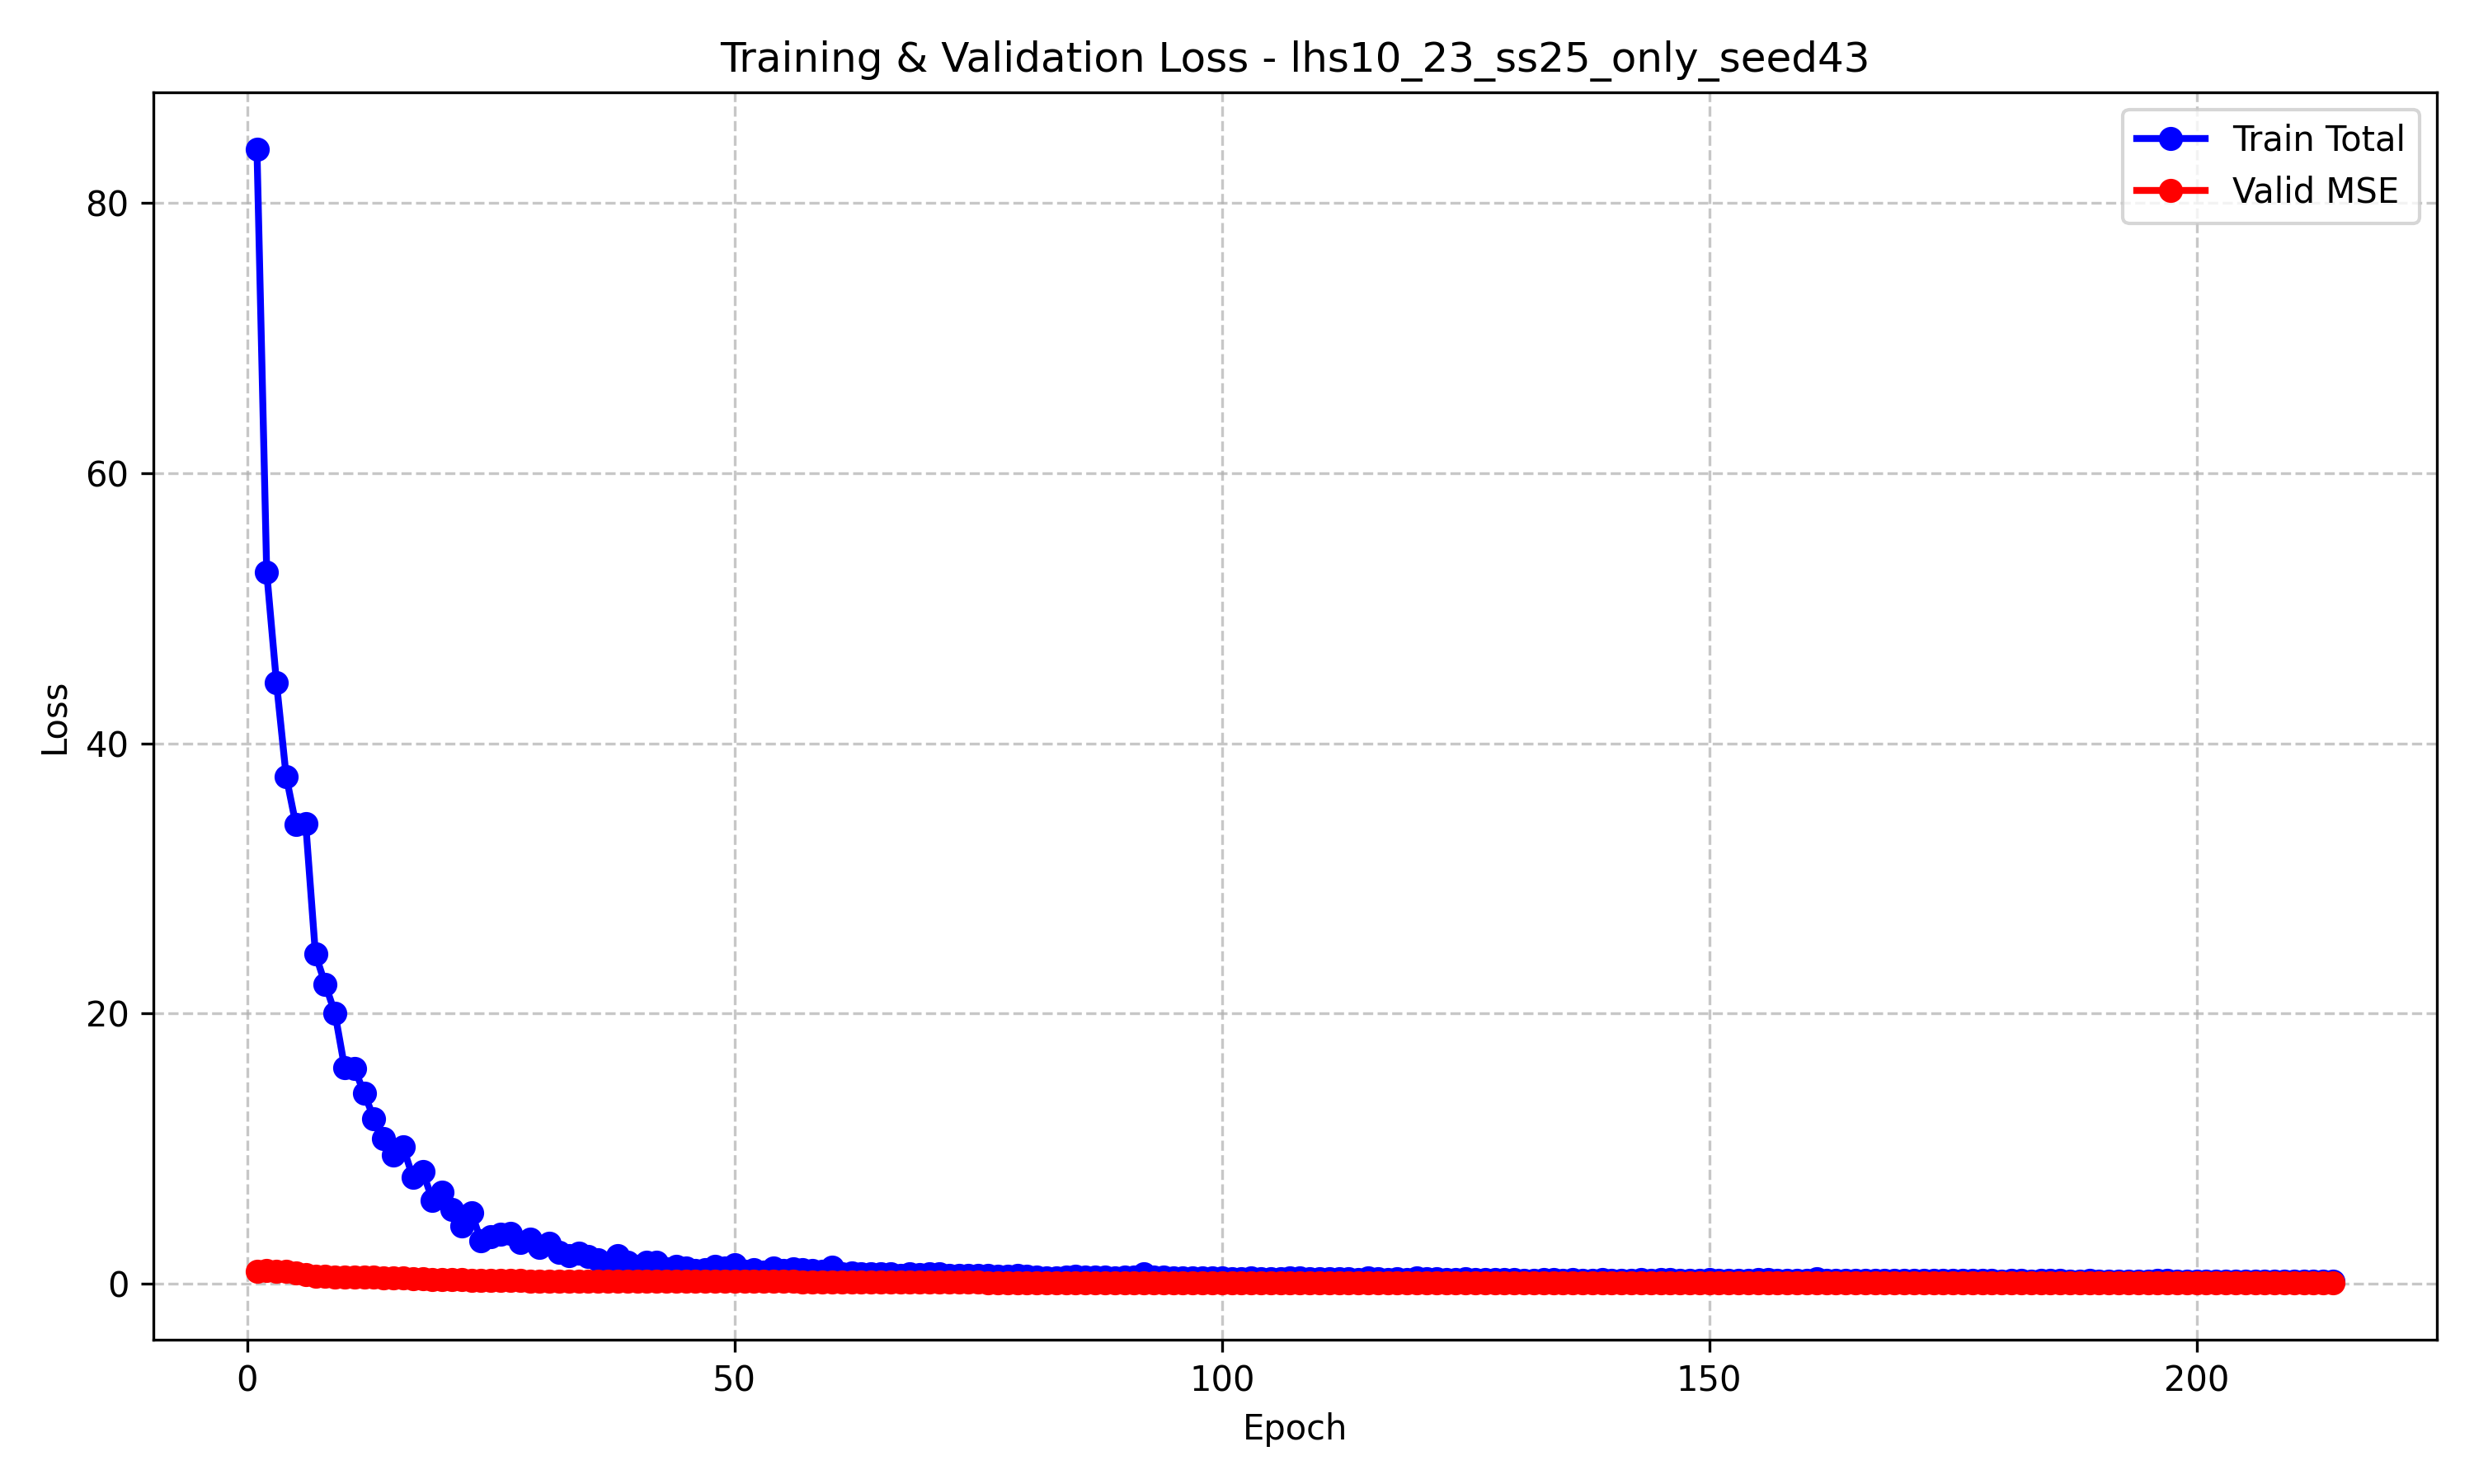 Training & Validation Loss - lhs10_23_ss25_only_seed43
Train Total
Valid MSE
80
60
40
20
0
Loss
0 50 100 150 200
Epoch